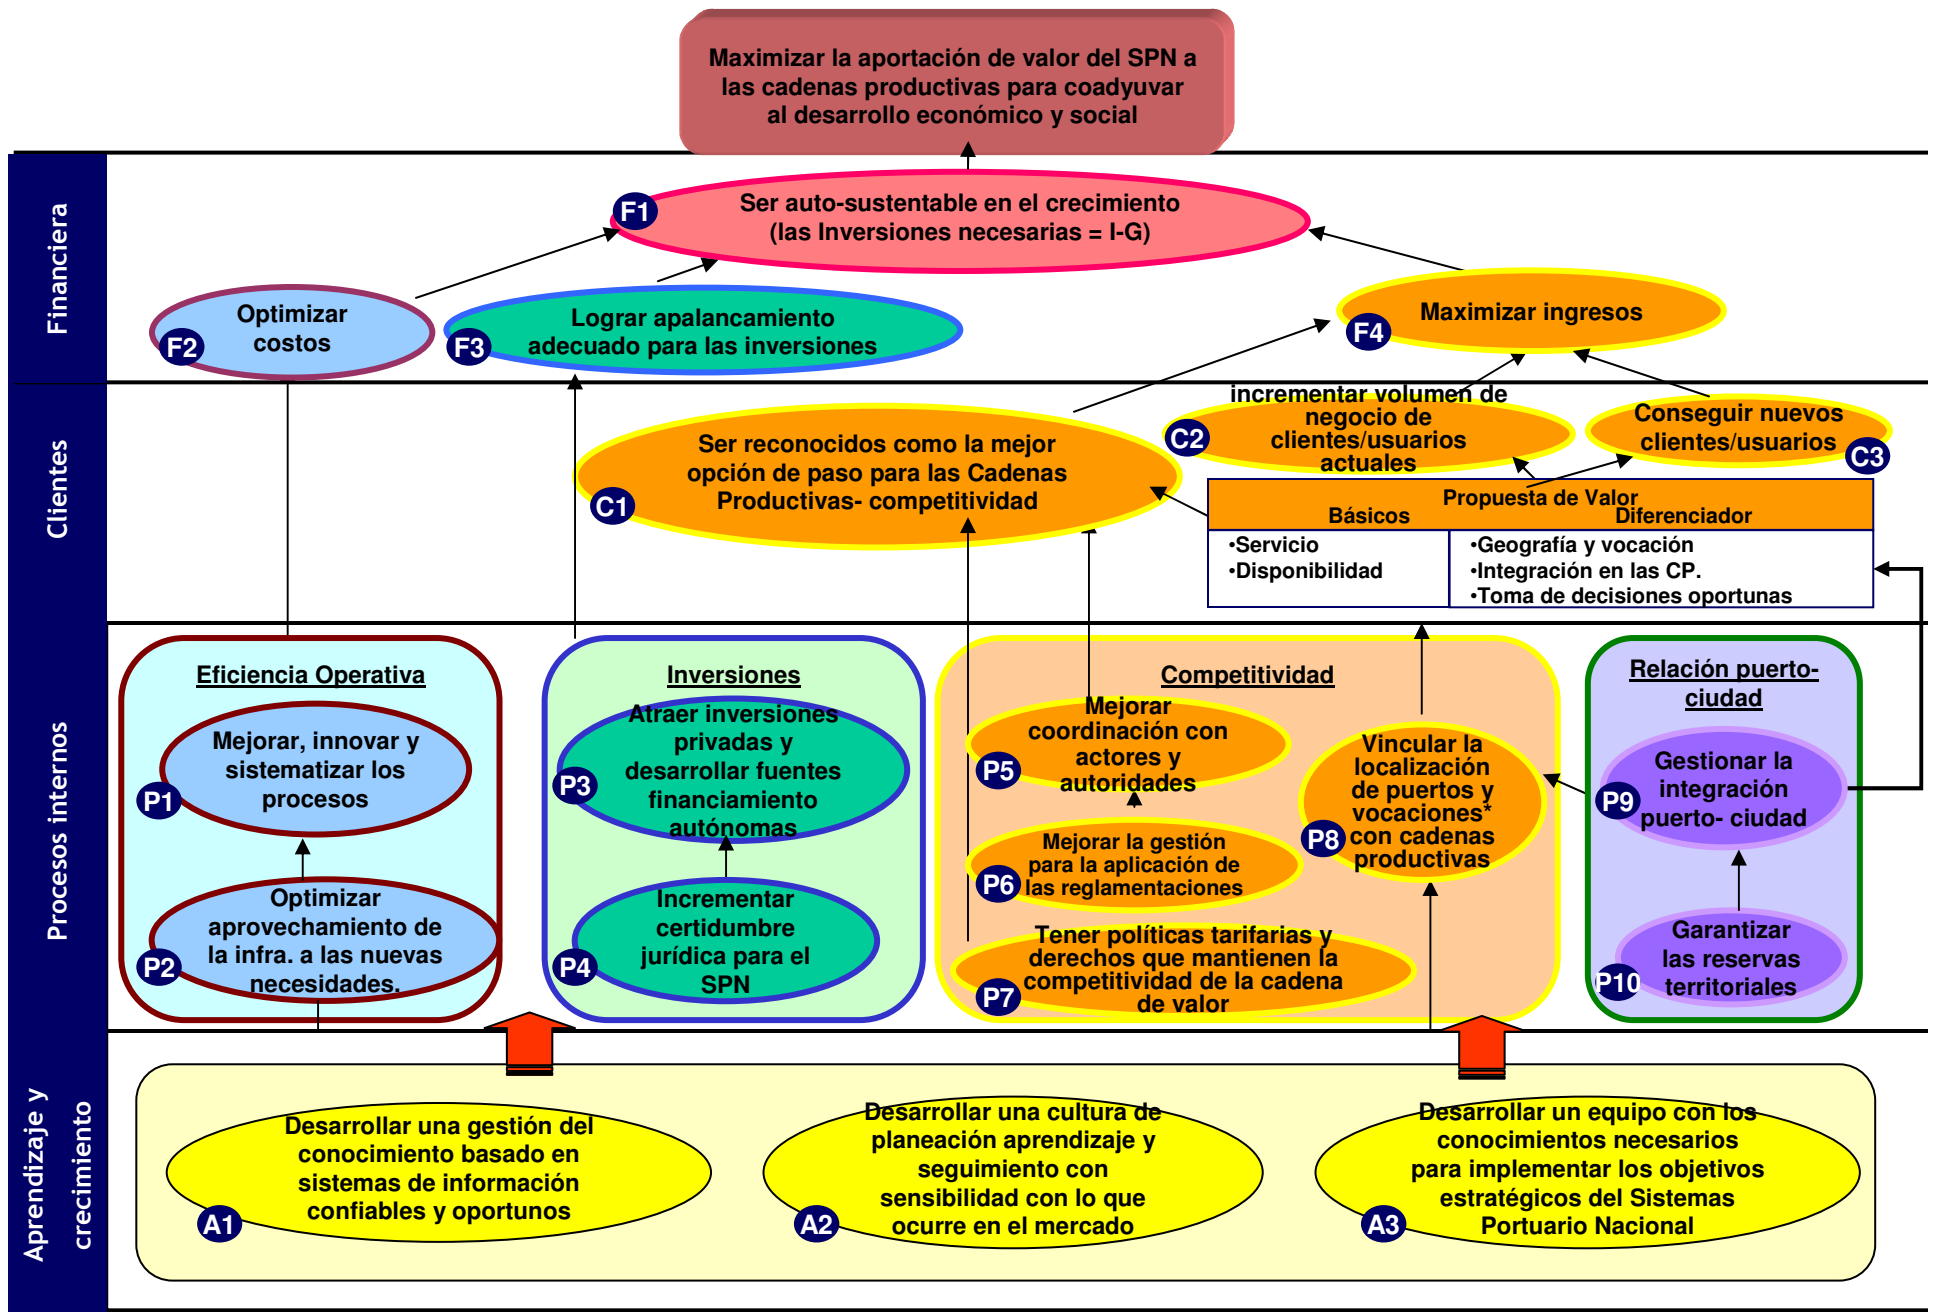 Maximizar la aportación de valor del SPN a
las cadenas productivas para coadyuvar
al desarrollo económico y social
Financiera
F1
Ser auto-sustentable en el crecimiento
(las Inversiones necesarias = I-G)
F2
Optimizar
costos
F3
Lograr apalancamiento
adecuado para las inversiones
F4
Maximizar ingresos
Clientes
C1
Ser reconocidos como la mejor
opción de paso para las Cadenas
Productivas- competitividad
C2
incrementar volumen de
negocio de
clientes/usuarios
actuales
Conseguir nuevos
clientes/usuarios
C3
Propuesta de Valor
Básicos
Diferenciador
•Servicio
•Disponibilidad
•Geografía y vocación
•Integración en las CP.
•Toma de decisiones oportunas
Procesos internos
Eficiencia Operativa
P1
Mejorar, innovar y
sistematizar los
procesos
P2
Optimizar
aprovechamiento de
la infra. a las nuevas
necesidades.
Inversiones
P3
Atraer inversiones
privadas y
desarrollar fuentes
financiamiento
autónomas
P4
Incrementar
certidumbre
jurídica para el
SPN
Competitividad
P5
Mejorar
coordinación con
actores y
autoridades
P6
Mejorar la gestión
para la aplicación de
las reglamentaciones
P7
Tener políticas tarifarias y
derechos que mantienen la
competitividad de la cadena
de valor
P8
Vincular la
localización
de puertos y
vocaciones*
con cadenas
productivas
Relación puerto-
ciudad
P9
Gestionar la
integración
puerto- ciudad
P10
Garantizar
las reservas
territoriales
Aprendizaje y
crecimiento
A1
Desarrollar una gestión del
conocimiento basado en
sistemas de información
confiables y oportunos
A2
Desarrollar una cultura de
planeación aprendizaje y
seguimiento con
sensibilidad con lo que
ocurre en el mercado
A3
Desarrollar un equipo con los
conocimientos necesarios
para implementar los objetivos
estratégicos del Sistemas
Portuario Nacional